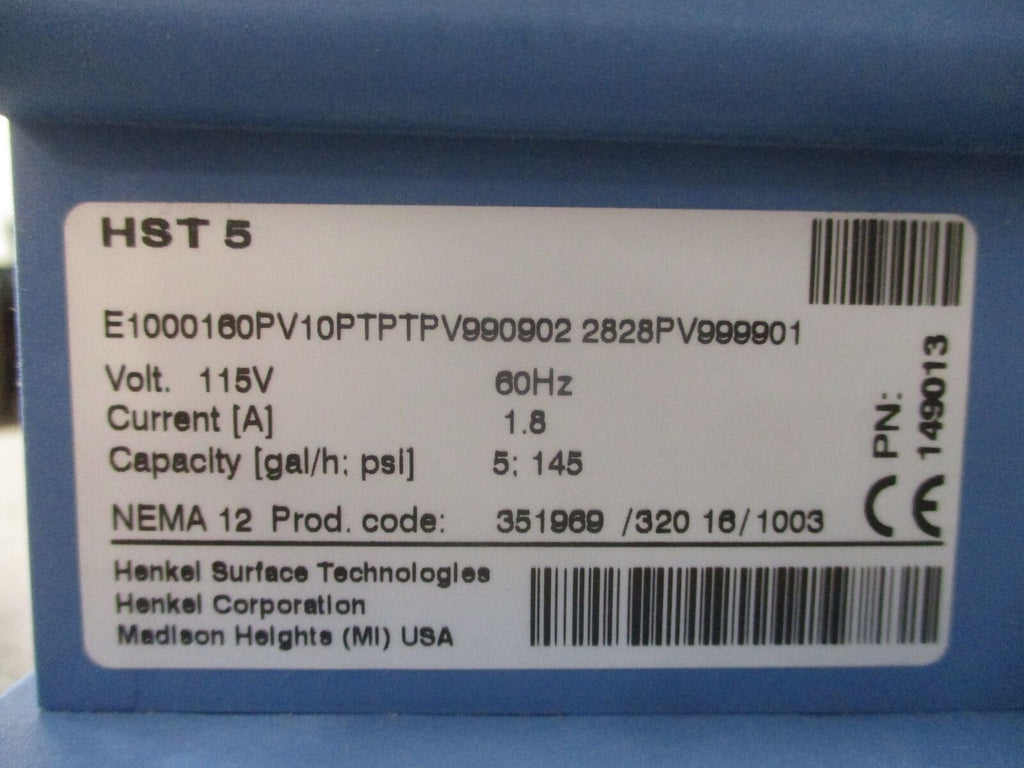 HST 5
E1000160PV10PTPTPV990902 2828PV999901
Volt. 115V 60Hz
Current [A] 1.8
Capacity [gal/h; psi] 5; 145
NEMA 12 Prod. code: 351969 /320 16/1003
PN: 149013
CE
Henkel Surface Technologies
Henkel Corporation
Madison Heights (MI) USA